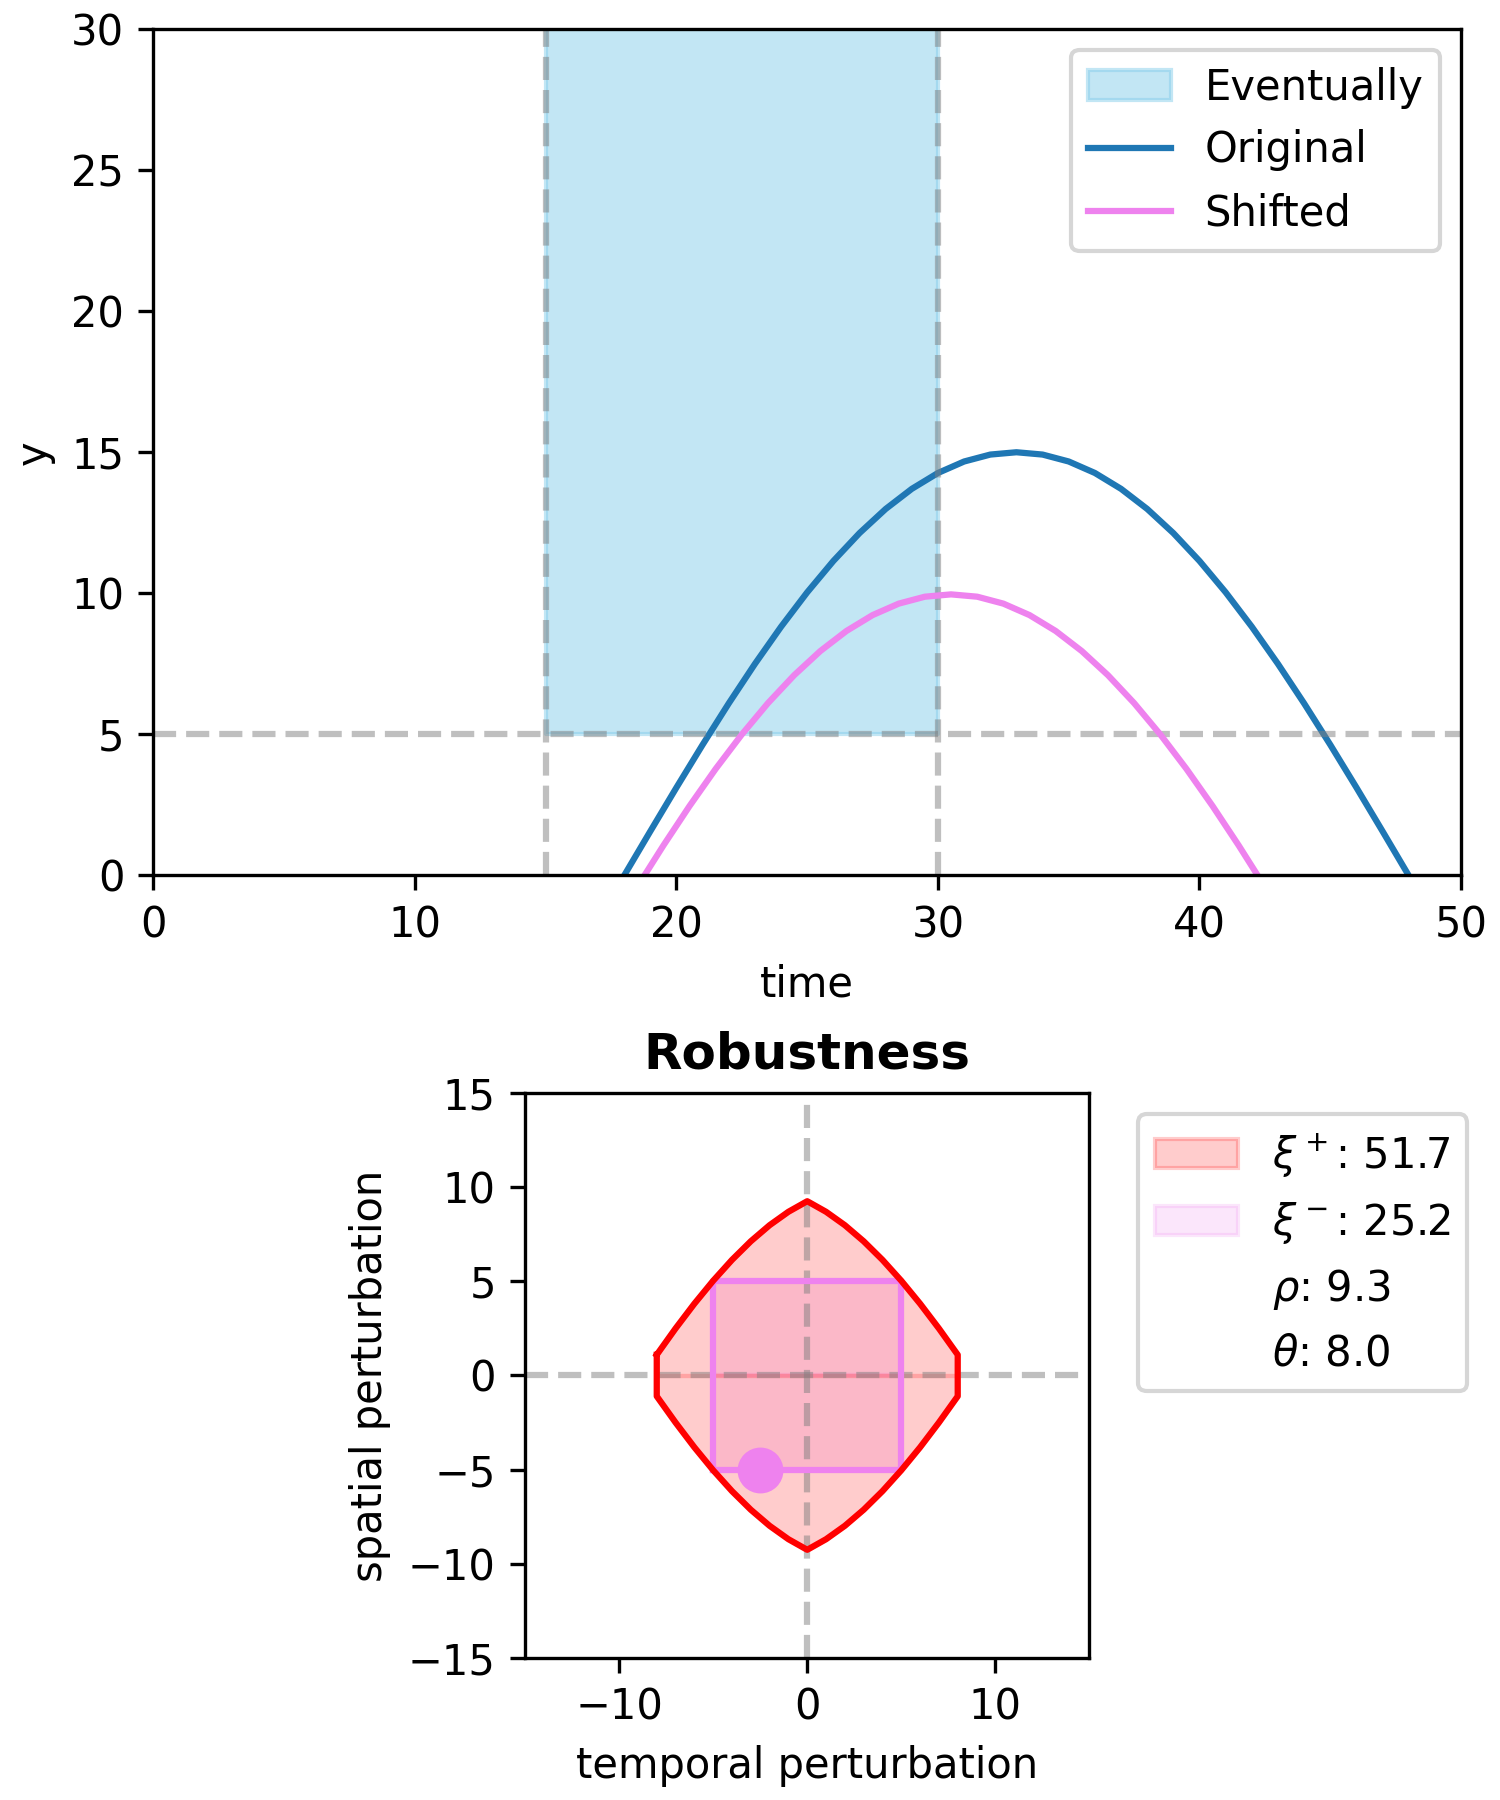 30
25
20
15
10
5
0
y
0 10 20 30 40 50
time
Eventually
Original
Shifted
Robustness
15
10
5
0
−5
−10
−15
spatial perturbation
−10 0 10
temporal perturbation
ξ⁺: 51.7
ξ⁻: 25.2
ρ: 9.3
θ: 8.0